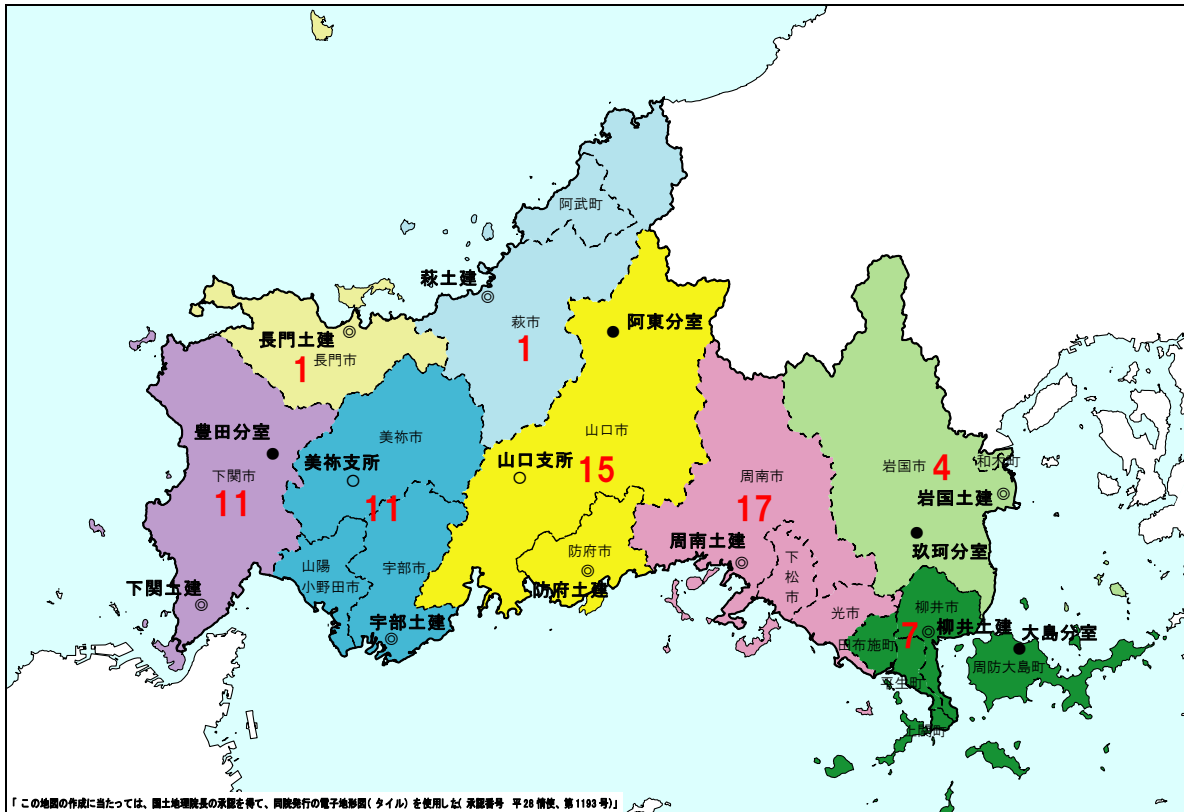 阿武町
萩土建
萩市
1
阿東分室
長門土建
1
長門市
豊田分室
下関市
11
美祢市
美祢支所
11
山口市
山口支所
15
周南市
17
岩国市
4
和木町
岩国土建
玖珂分室
山陽
小野田市
宇部市
防府市
防府土建
周南土建
下松市
光市
下関土建
宇部土建
柳井市
7
柳井土建
大島分室
田布施町
周防大島町
平生町
上関町
「 この地図の作成に当たっては、国土地理院長の承認を得て、同院発行の電子地形図( タイル) を使用した( 承認番号 平28 情使、第1193 号)」